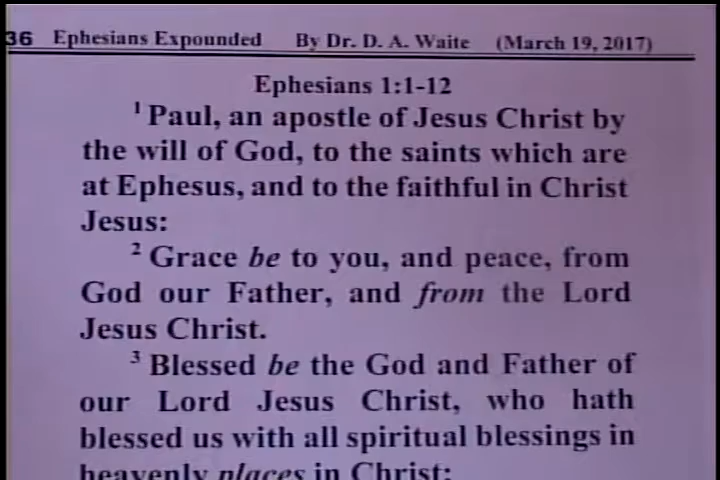 36 Ephesians Expounded By Dr. D. A. Waite (March 19, 2017)
Ephesians 1:1-12
1 Paul, an apostle of Jesus Christ by
the will of God, to the saints which are
at Ephesus, and to the faithful in Christ
Jesus:
2 Grace be to you, and peace, from
God our Father, and from the Lord
Jesus Christ.
3 Blessed be the God and Father of
our Lord Jesus Christ, who hath
blessed us with all spiritual blessings in
heavenly places in Christ: